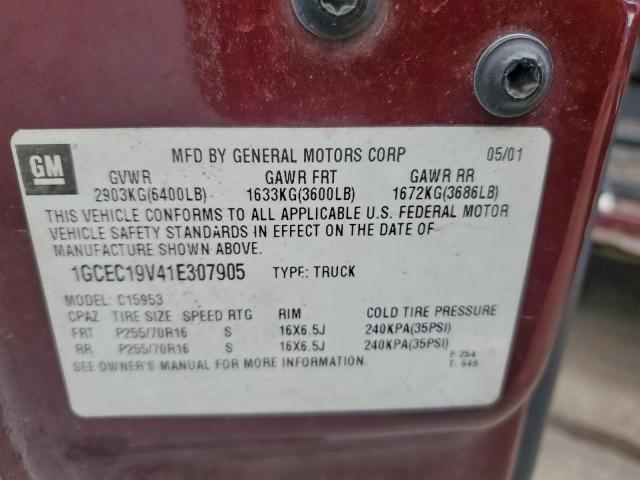 GM
MFD BY GENERAL MOTORS CORP 05/01
GVWR GAWR FRT GAWR RR
2903KG(6400LB) 1633KG(3600LB) 1672KG(3686LB)
THIS VEHICLE CONFORMS TO ALL APPLICABLE U.S. FEDERAL MOTOR
VEHICLE SAFETY STANDARDS IN EFFECT ON THE DATE OF
MANUFACTURE SHOWN ABOVE.
1GCEC19V41E307905 TYPE: TRUCK
MODEL: C15953
CPAZ TIRE SIZE SPEED RTG RIM COLD TIRE PRESSURE
FRT P255/70R16 S 16X6.5J 240KPA(35PSI)
RR P255/70R16 S 16X6.5J 240KPA(35PSI)
SEE OWNER'S MANUAL FOR MORE INFORMATION.
F: 254
T: 649